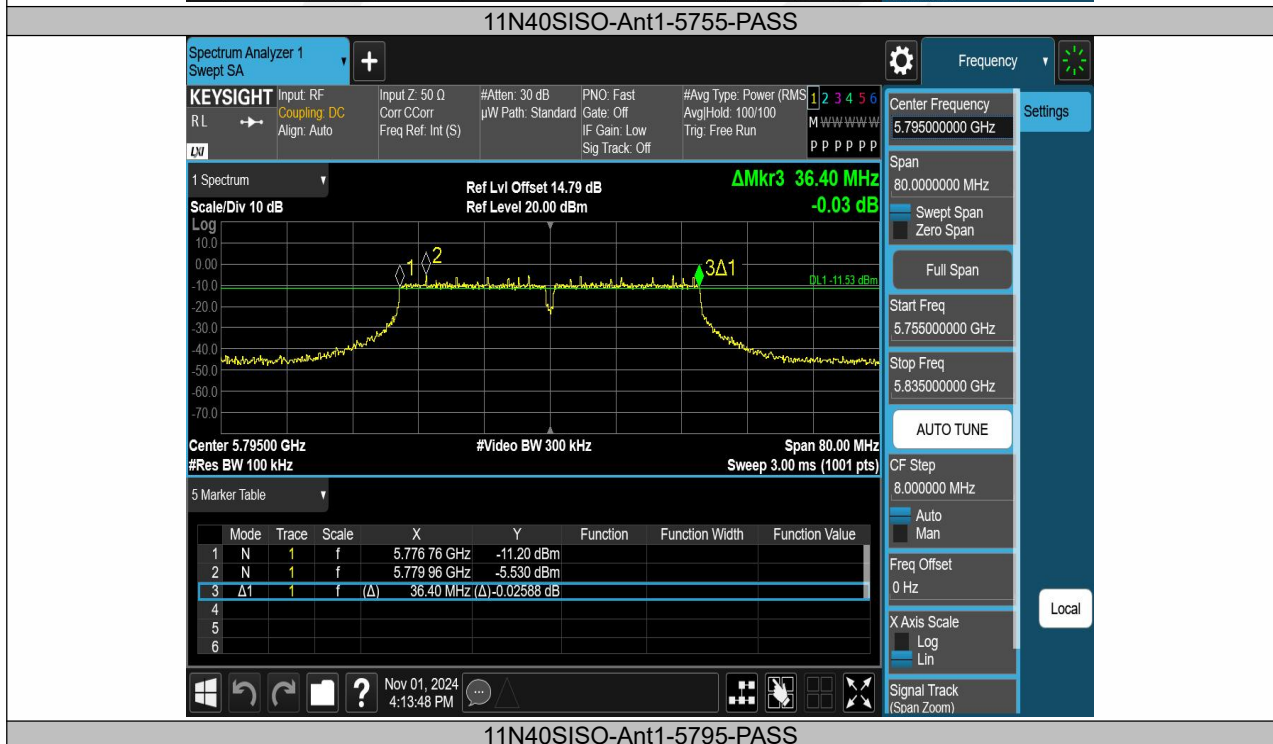 11N40SISO-Ant1-5755-PASS
Spectrum Analyzer 1
Swept SA
+
Frequency
KEYSIGHT
R L
LXI
Input: RF
Coupling: DC
Align: Auto
Input Z: 50 Ω
Corr CCorr
Freq Ref: Int (S)
#Atten: 30 dB
µW Path: Standard
PNO: Fast
Gate: Off
IF Gain: Low
Sig Track: Off
#Avg Type: Power (RMS
Avg|Hold: 100/100
Trig: Free Run
1 2 3 4 5 6
M W W W W W
P P P P P P
Center Frequency
5.795000000 GHz
Settings
Span
80.0000000 MHz
Swept Span
Zero Span
Full Span
Start Freq
5.755000000 GHz
Stop Freq
5.835000000 GHz
AUTO TUNE
CF Step
8.000000 MHz
Auto
Man
Freq Offset
0 Hz
X Axis Scale
Log
Lin
Signal Track
(Span Zoom)
Local
1 Spectrum
Scale/Div 10 dB
Ref Lvl Offset 14.79 dB
Ref Level 20.00 dBm
ΔMkr3 36.40 MHz
-0.03 dB
Log
10.0
0.00
-10.0
-20.0
-30.0
-40.0
-50.0
-60.0
-70.0
1
2
3Δ1
DL1 -11.53 dBm
Center 5.79500 GHz
#Video BW 300 kHz
Span 80.00 MHz
#Res BW 100 kHz
Sweep 3.00 ms (1001 pts)
5 Marker Table
Mode Trace Scale X Y Function Function Width Function Value
1 N 1 f 5.776 76 GHz -11.20 dBm
2 N 1 f 5.779 96 GHz -5.530 dBm
3 Δ1 1 f (Δ) 36.40 MHz (Δ)-0.02588 dB
4
5
6
?
Nov 01, 2024
4:13:48 PM
11N40SISO-Ant1-5795-PASS